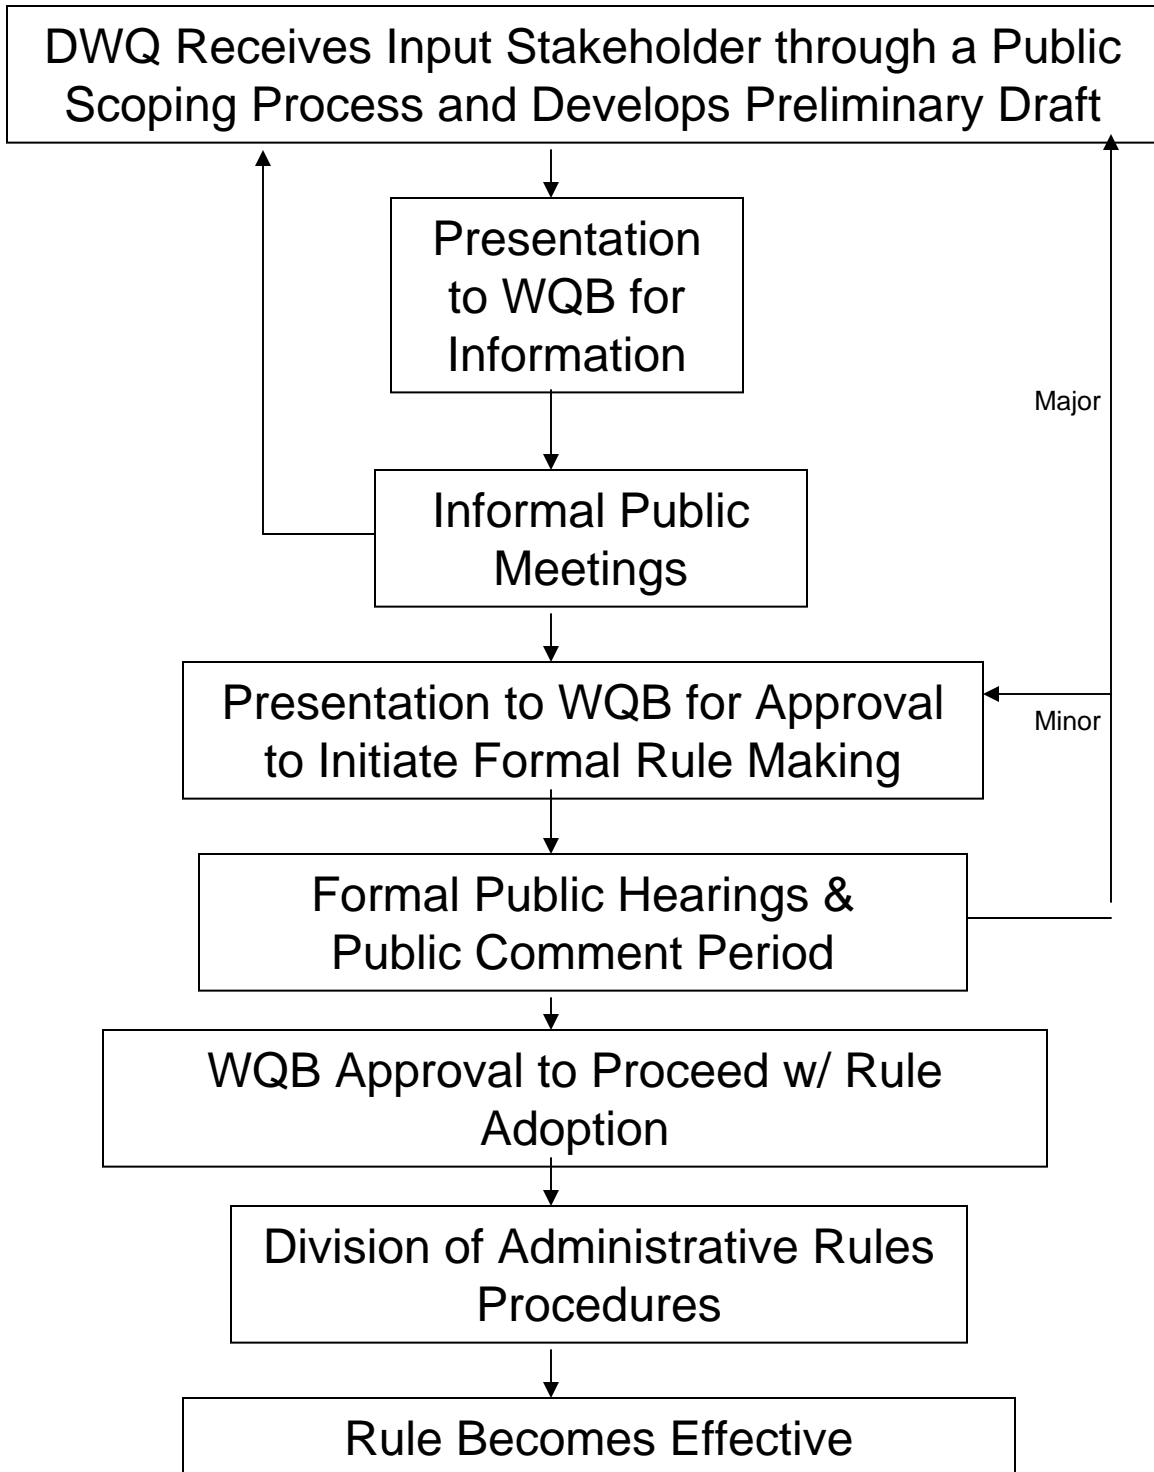 DWQ Receives Input Stakeholder through a Public
Scoping Process and Develops Preliminary Draft
Presentation
to WQB for
Information
Major
Informal Public
Meetings
Presentation to WQB for Approval
to Initiate Formal Rule Making
Minor
Formal Public Hearings &
Public Comment Period
WQB Approval to Proceed w/ Rule
Adoption
Division of Administrative Rules
Procedures
Rule Becomes Effective